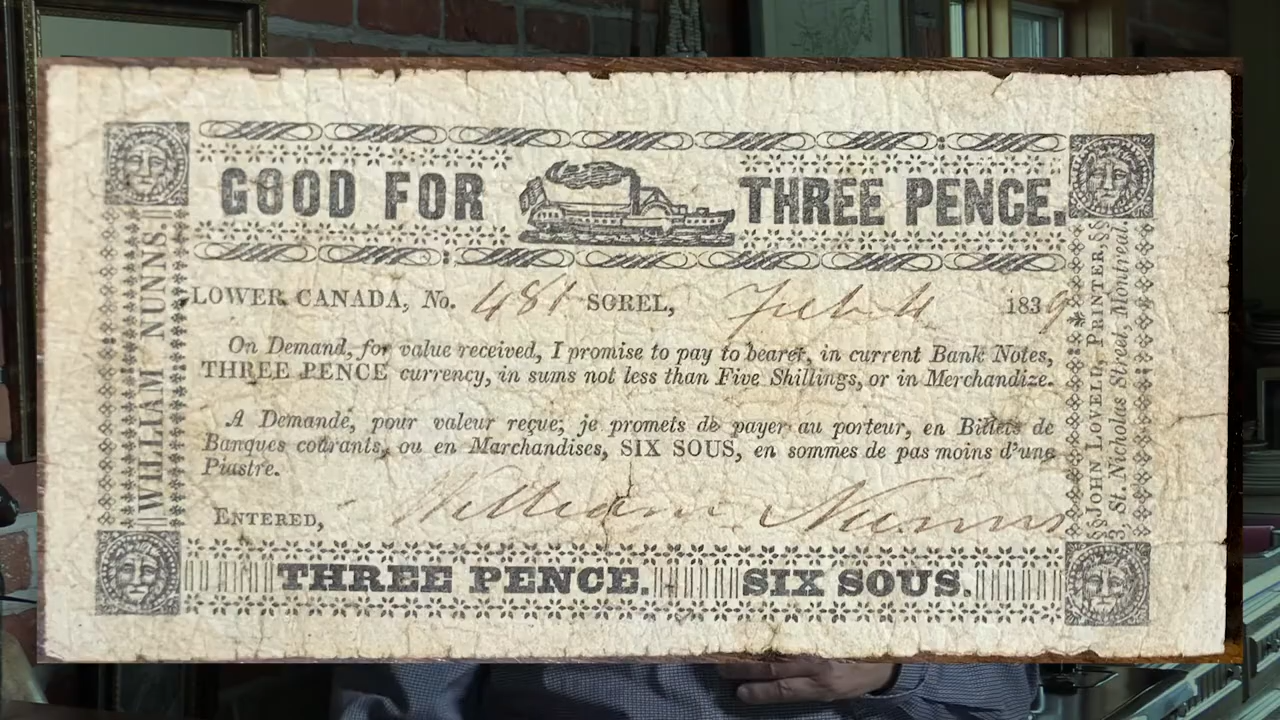 GOOD FOR THREE PENCE.
WILLIAM NUNNS.
LOWER CANADA, No. 481 SOREL, Feb 4 1839
On Demand, for value received, I promise to pay to bearer, in current Bank Notes,
THREE PENCE currency, in sums not less than Five Shillings, or in Merchandize.
A Demande, pour valeur reçue, je promets de payer au porteur, en Billets de
Banques courants, ou en Marchandises, SIX SOUS, en sommes de pas moins d'une
Piastre.
ENTERED, William Nunns
THREE PENCE. SIX SOUS.
§§JOHN LOVELL, PRINTER,§§
3, St. Nicholas Street, Montreal.